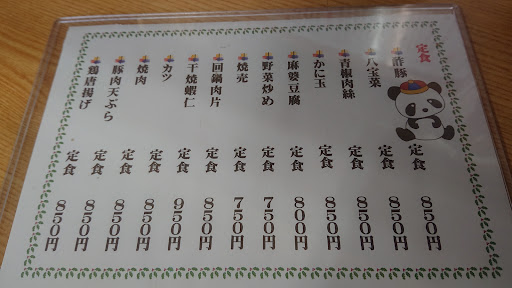 定食
酢豚 定食 850円
八宝菜 定食 850円
青椒肉絲 定食 850円
かに玉 定食 850円
麻婆豆腐 定食 800円
野菜炒め 定食 750円
焼売 定食 750円
回鍋肉片 定食 850円
干焼蝦仁 定食 950円
カツ 定食 850円
焼肉 定食 850円
豚肉天ぷら 定食 850円
鶏唐揚げ 定食 850円